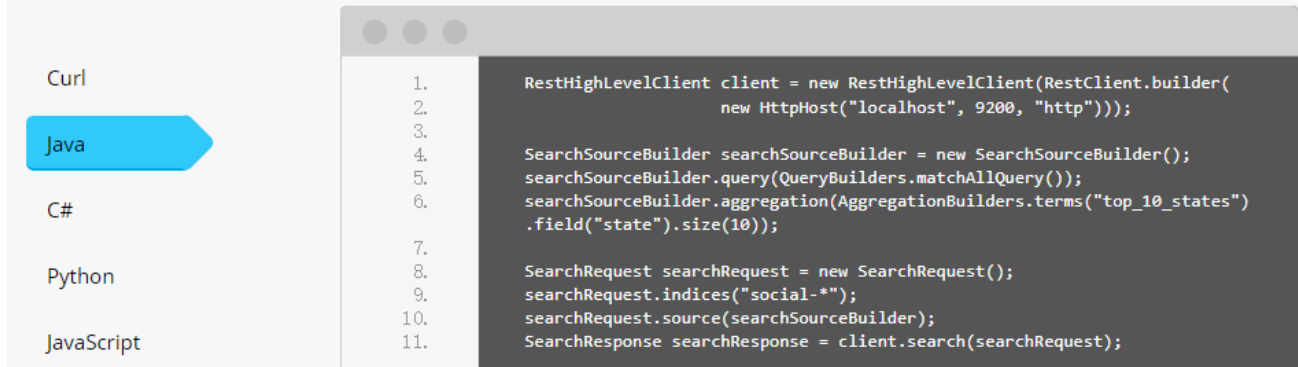 Curl
Java
C#
Python
JavaScript
1. RestHighLevelClient client = new RestHighLevelClient(RestClient.builder(
2. new HttpHost("localhost", 9200, "http")));
3.
4. SearchSourceBuilder searchSourceBuilder = new SearchSourceBuilder();
5. searchSourceBuilder.query(QueryBuilders.matchAllQuery());
6. searchSourceBuilder.aggregation(AggregationBuilders.terms("top_10_states")
.field("state").size(10));
7.
8. SearchRequest searchRequest = new SearchRequest();
9. searchRequest.indices("social-*");
10. searchRequest.source(searchSourceBuilder);
11. SearchResponse searchResponse = client.search(searchRequest);